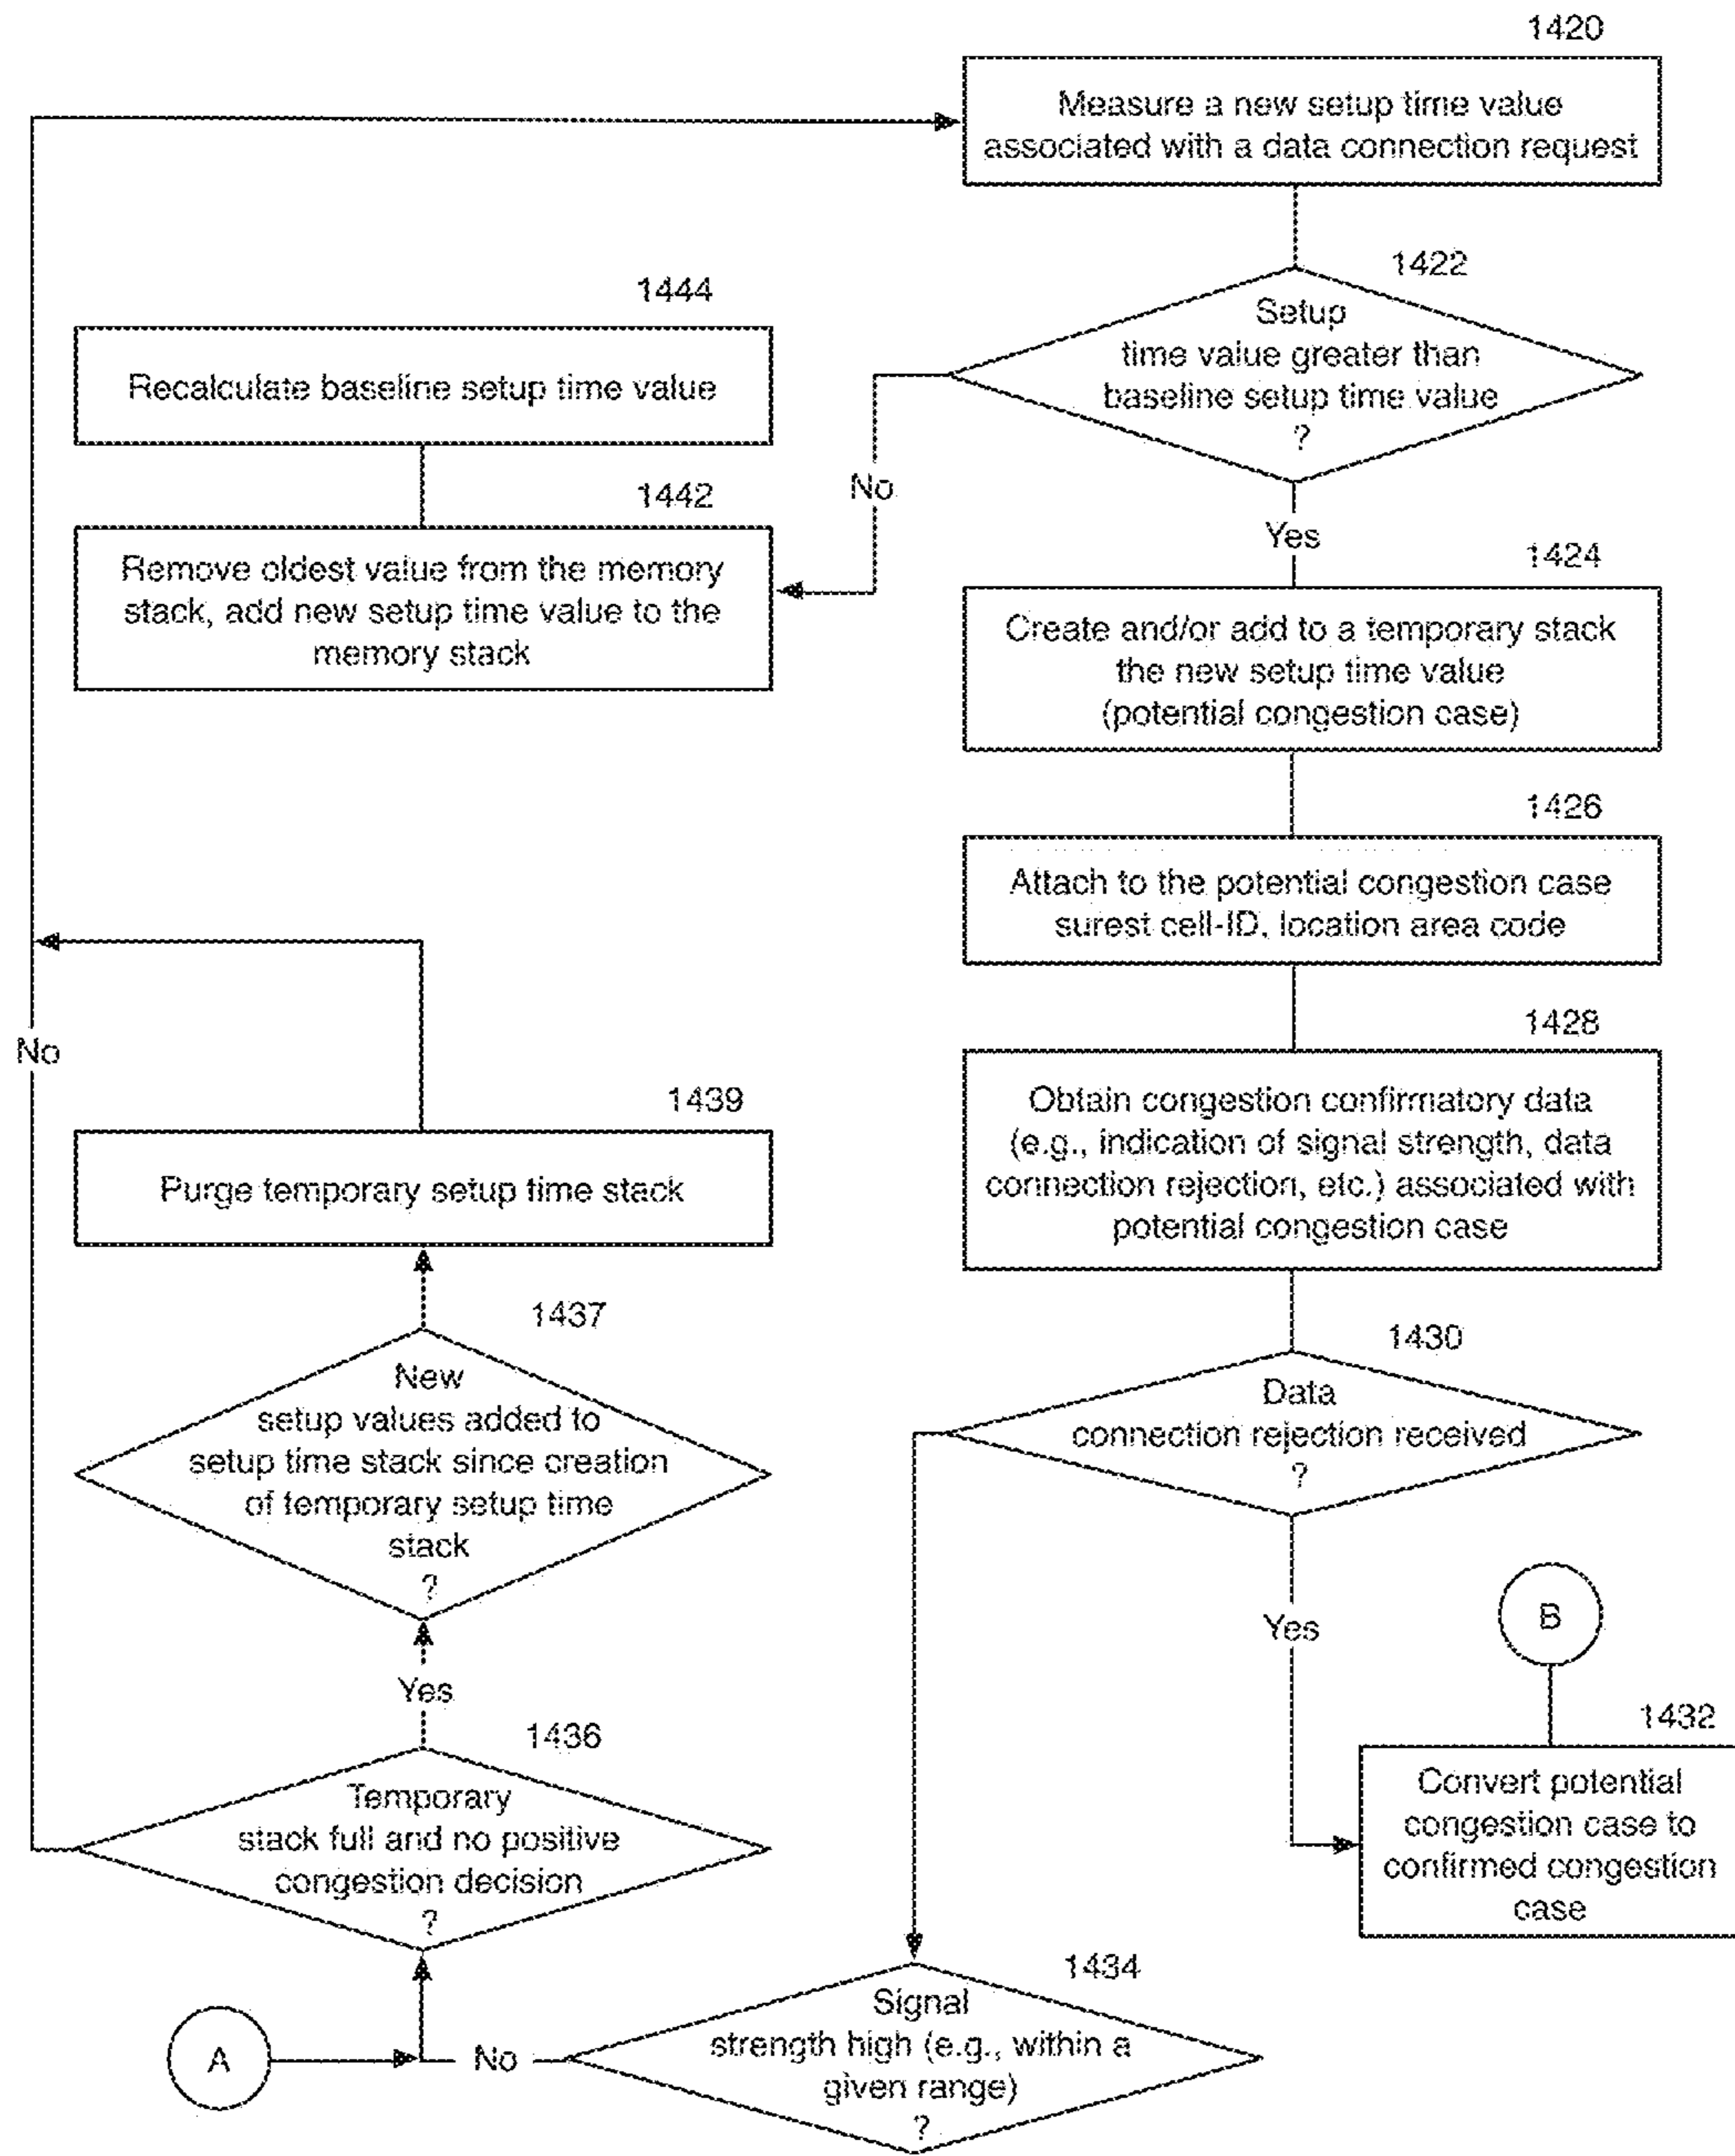 1420
Measure a new setup time value
associated with a data connection request
1422
Setup
time value greater than
baseline setup time value
?
No
Yes
1444
Recalculate baseline setup time value
1442
Remove oldest value from the memory
stack, add new setup time value to the
memory stack
1424
Create and/or add to a temporary stack
the new setup time value
(potential congestion case)
1426
Attach to the potential congestion case
surest cell-ID, location area code
1428
Obtain congestion confirmatory data
(e.g., indication of signal strength, data
connection rejection, etc.) associated with
potential congestion case
1430
Data
connection rejection received
?
Yes
B
1432
Convert potential
congestion case to
confirmed congestion
case
1434
Signal
strength high (e.g., within a
given range)
?
No
A
1436
Temporary
stack full and no positive
congestion decision
?
Yes
No
1437
New
setup values added to
setup time stack since creation
of temporary setup time
stack
?
1439
Purge temporary setup time stack